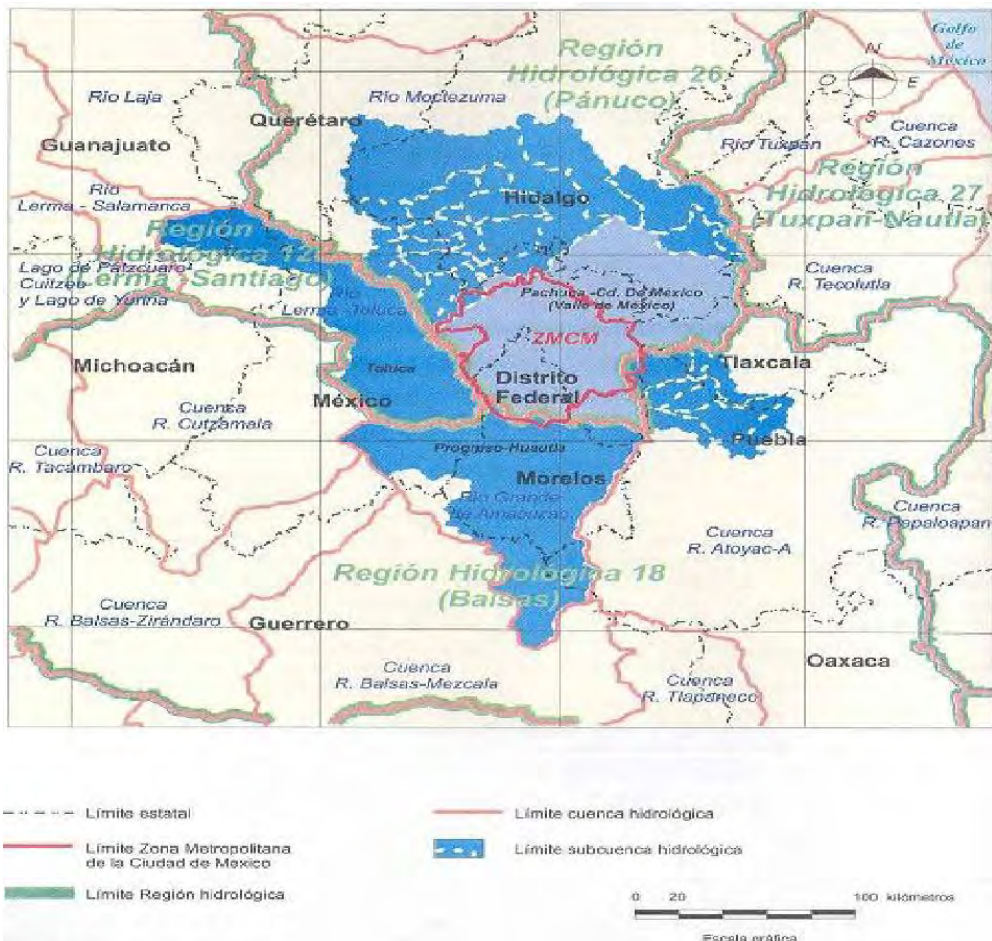 Golfo
de
México
N
O
E
S
Región
Hidrológica 26
(Pánuco)
Río Laja
Río Moctezuma
Querétaro
Guanajuato
Cuenca
R. Cazones
Río Tuxpan
Región
Hidrológica 27
(Tuxpan-Nautla)
Río
Lerma - Salamanca
Hidalgo
Región
Hidrológica 12
(Lerma -Santiago)
Lago de Pátzcuaro
Cuitzeo
y Lago de Yuriria
Cuenca
R. Tecolutla
Río
Lerma -Toluca
Pachuca -Cd. De México
(Valle de México)
ZMCM
Michoacán
Toluca
Distrito
Federal
Tlaxcala
México
Cuenca
R. Cutzamala
Puebla
Cuenca
R. Tacámbaro
Progreso-Huautla
Morelos
Río Grande
de Amacuzac
Cuenca
R. Papaloapan
Cuenca
R. Atoyac-A
Región Hidrológica 18
(Balsas)
Cuenca
R. Balsas-Zirándaro
Guerrero
Oaxaca
Cuenca
R. Balsas-Mezcala
Cuenca
R. Tlapaneco
Límite estatal
Límite cuenca hidrológica
Límite Zona Metropolitana
de la Ciudad de Mexico
Límite subcuenca hidrológica
Límite Región hidrológica
0 20 100 kilómetros
Escala gráfica